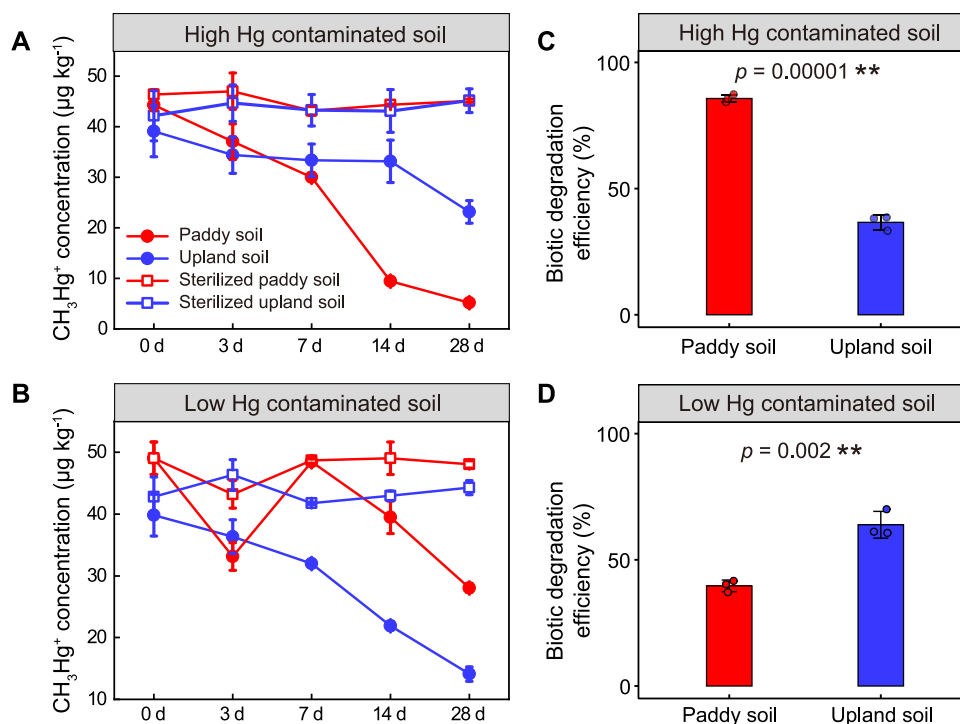 A
High Hg contaminated soil
CH₃Hg⁺ concentration (µg kg⁻¹)
50
40
30
20
10
0
Paddy soil
Upland soil
Sterilized paddy soil
Sterilized upland soil
0 d
3 d
7 d
14 d
28 d
B
Low Hg contaminated soil
CH₃Hg⁺ concentration (µg kg⁻¹)
50
40
30
20
10
0 d
3 d
7 d
14 d
28 d
C
High Hg contaminated soil
p = 0.00001 **
Biotic degradation
efficiency (%)
100
50
0
Paddy soil
Upland soil
D
Low Hg contaminated soil
p = 0.002 **
Biotic degradation
efficiency (%)
100
50
0
Paddy soil
Upland soil